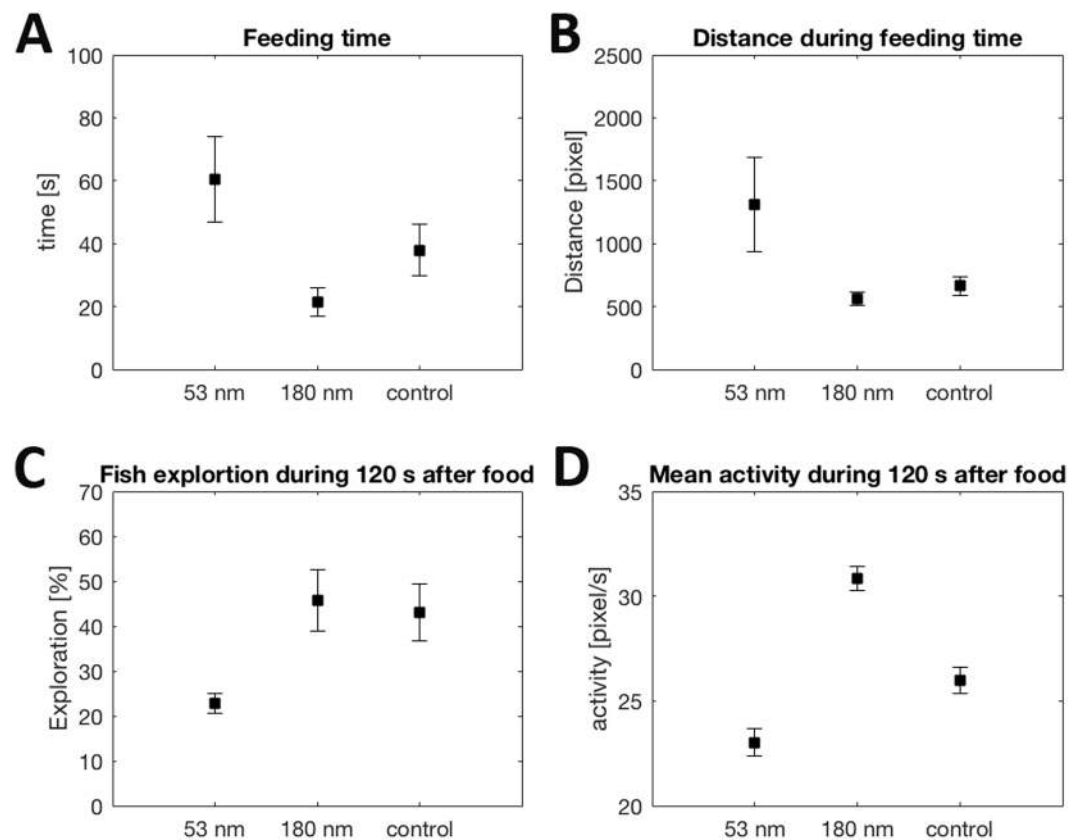 A
Feeding time
100
80
60
40
20
0
time [s]
53 nm 180 nm control
B
Distance during feeding time
2500
2000
1500
1000
500
0
Distance [pixel]
53 nm 180 nm control
C
Fish explortion during 120 s after food
70
60
50
40
30
20
10
0
Exploration [%]
53 nm 180 nm control
D
Mean activity during 120 s after food
35
30
25
20
activity [pixel/s]
53 nm 180 nm control